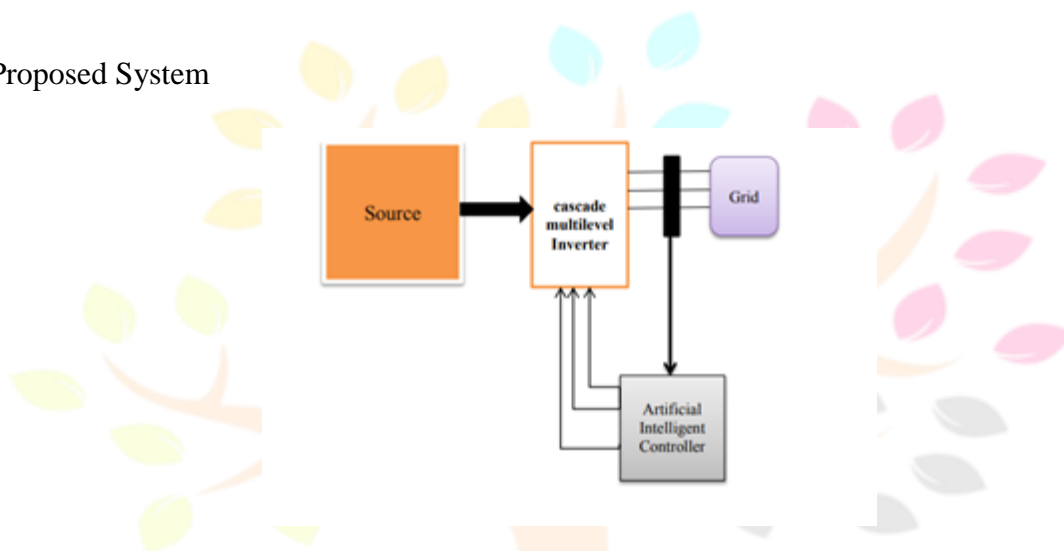 Proposed System
Source
cascade
multilevel
Inverter
Grid
Artificial
Intelligent
Controller